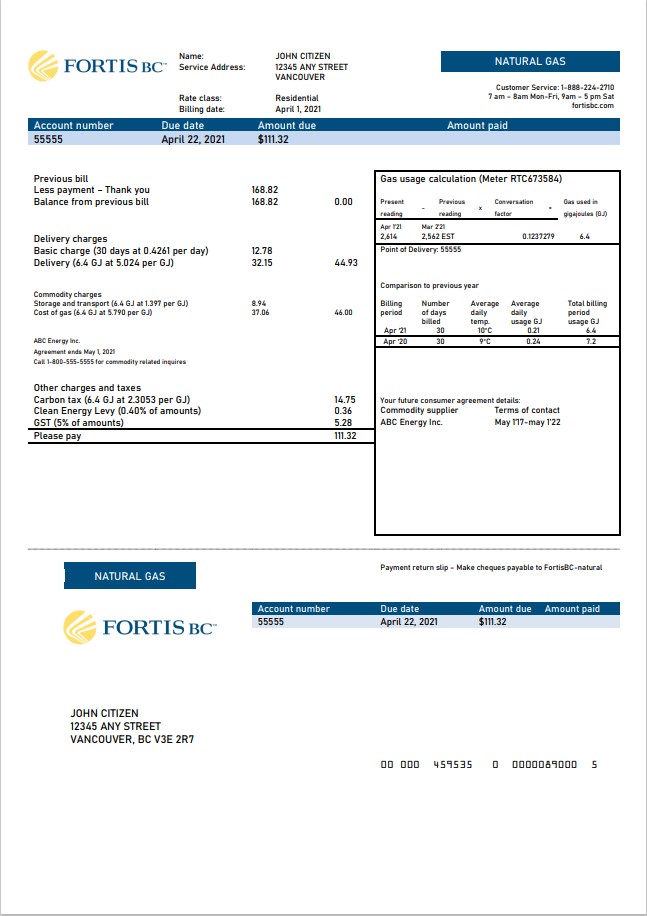 FORTIS BC™
Name: JOHN CITIZEN
Service Address: 12345 ANY STREET
VANCOUVER
Rate class: Residential
Billing date: April 1, 2021
NATURAL GAS
Customer Service: 1-888-224-2710
7 am – 8am Mon-Fri, 9am – 5 pm Sat
fortisbc.com
Account number Due date Amount due Amount paid
55555 April 22, 2021 $111.32
Previous bill
Less payment – Thank you 168.82
Balance from previous bill 168.82 0.00
Delivery charges
Basic charge (30 days at 0.4261 per day) 12.78
Delivery (6.4 GJ at 5.024 per GJ) 32.15 44.93
Commodity charges
Storage and transport (6.4 GJ at 1.397 per GJ) 8.94
Cost of gas (6.4 GJ at 5.790 per GJ) 37.06 46.00
ABC Energy Inc.
Agreement ends May 1, 2021
Call 1-800-555-5555 for commodity related inquires
Other charges and taxes
Carbon tax (6.4 GJ at 2.3053 per GJ) 14.75
Clean Energy Levy (0.40% of amounts) 0.36
GST (5% of amounts) 5.28
Please pay 111.32
Gas usage calculation (Meter RTC673584)
Present – Previous x Conversation = Gas used in
reading reading factor gigajoules (GJ)
Apr 1'21 Mar 2'21
2,614 2,562 EST 0.1237279 6.4
Point of Delivery: 55555
Comparison to previous year
Billing Number Average Average Total billing
period of days daily daily period
billed temp. usage GJ usage GJ
Apr '21 30 10°C 0.21 6.4
Apr '20 30 9°C 0.24 7.2
Your future consumer agreement details:
Commodity supplier Terms of contact
ABC Energy Inc. May 1'17-may 1'22
NATURAL GAS
Payment return slip – Make cheques payable to FortisBC-natural
FORTIS BC™
Account number Due date Amount due Amount paid
55555 April 22, 2021 $111.32
JOHN CITIZEN
12345 ANY STREET
VANCOUVER, BC V3E 2R7
00 000 459535 0 0000089000 5